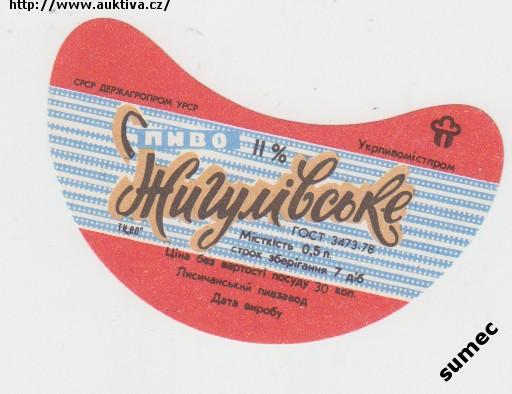 http://www.auktiva.cz/
СРСР ДЕРЖАГРОПРОМ УРСР
Укрпивомістпром
ПИВО 11%
Жигулівське
ГОСТ 3473-78
Місткість 0,5 л.
строк зберігання 7 діб
Ціна без вартості посуду 30 коп.
Лисичанський пивзавод
Дата виробу
sumec